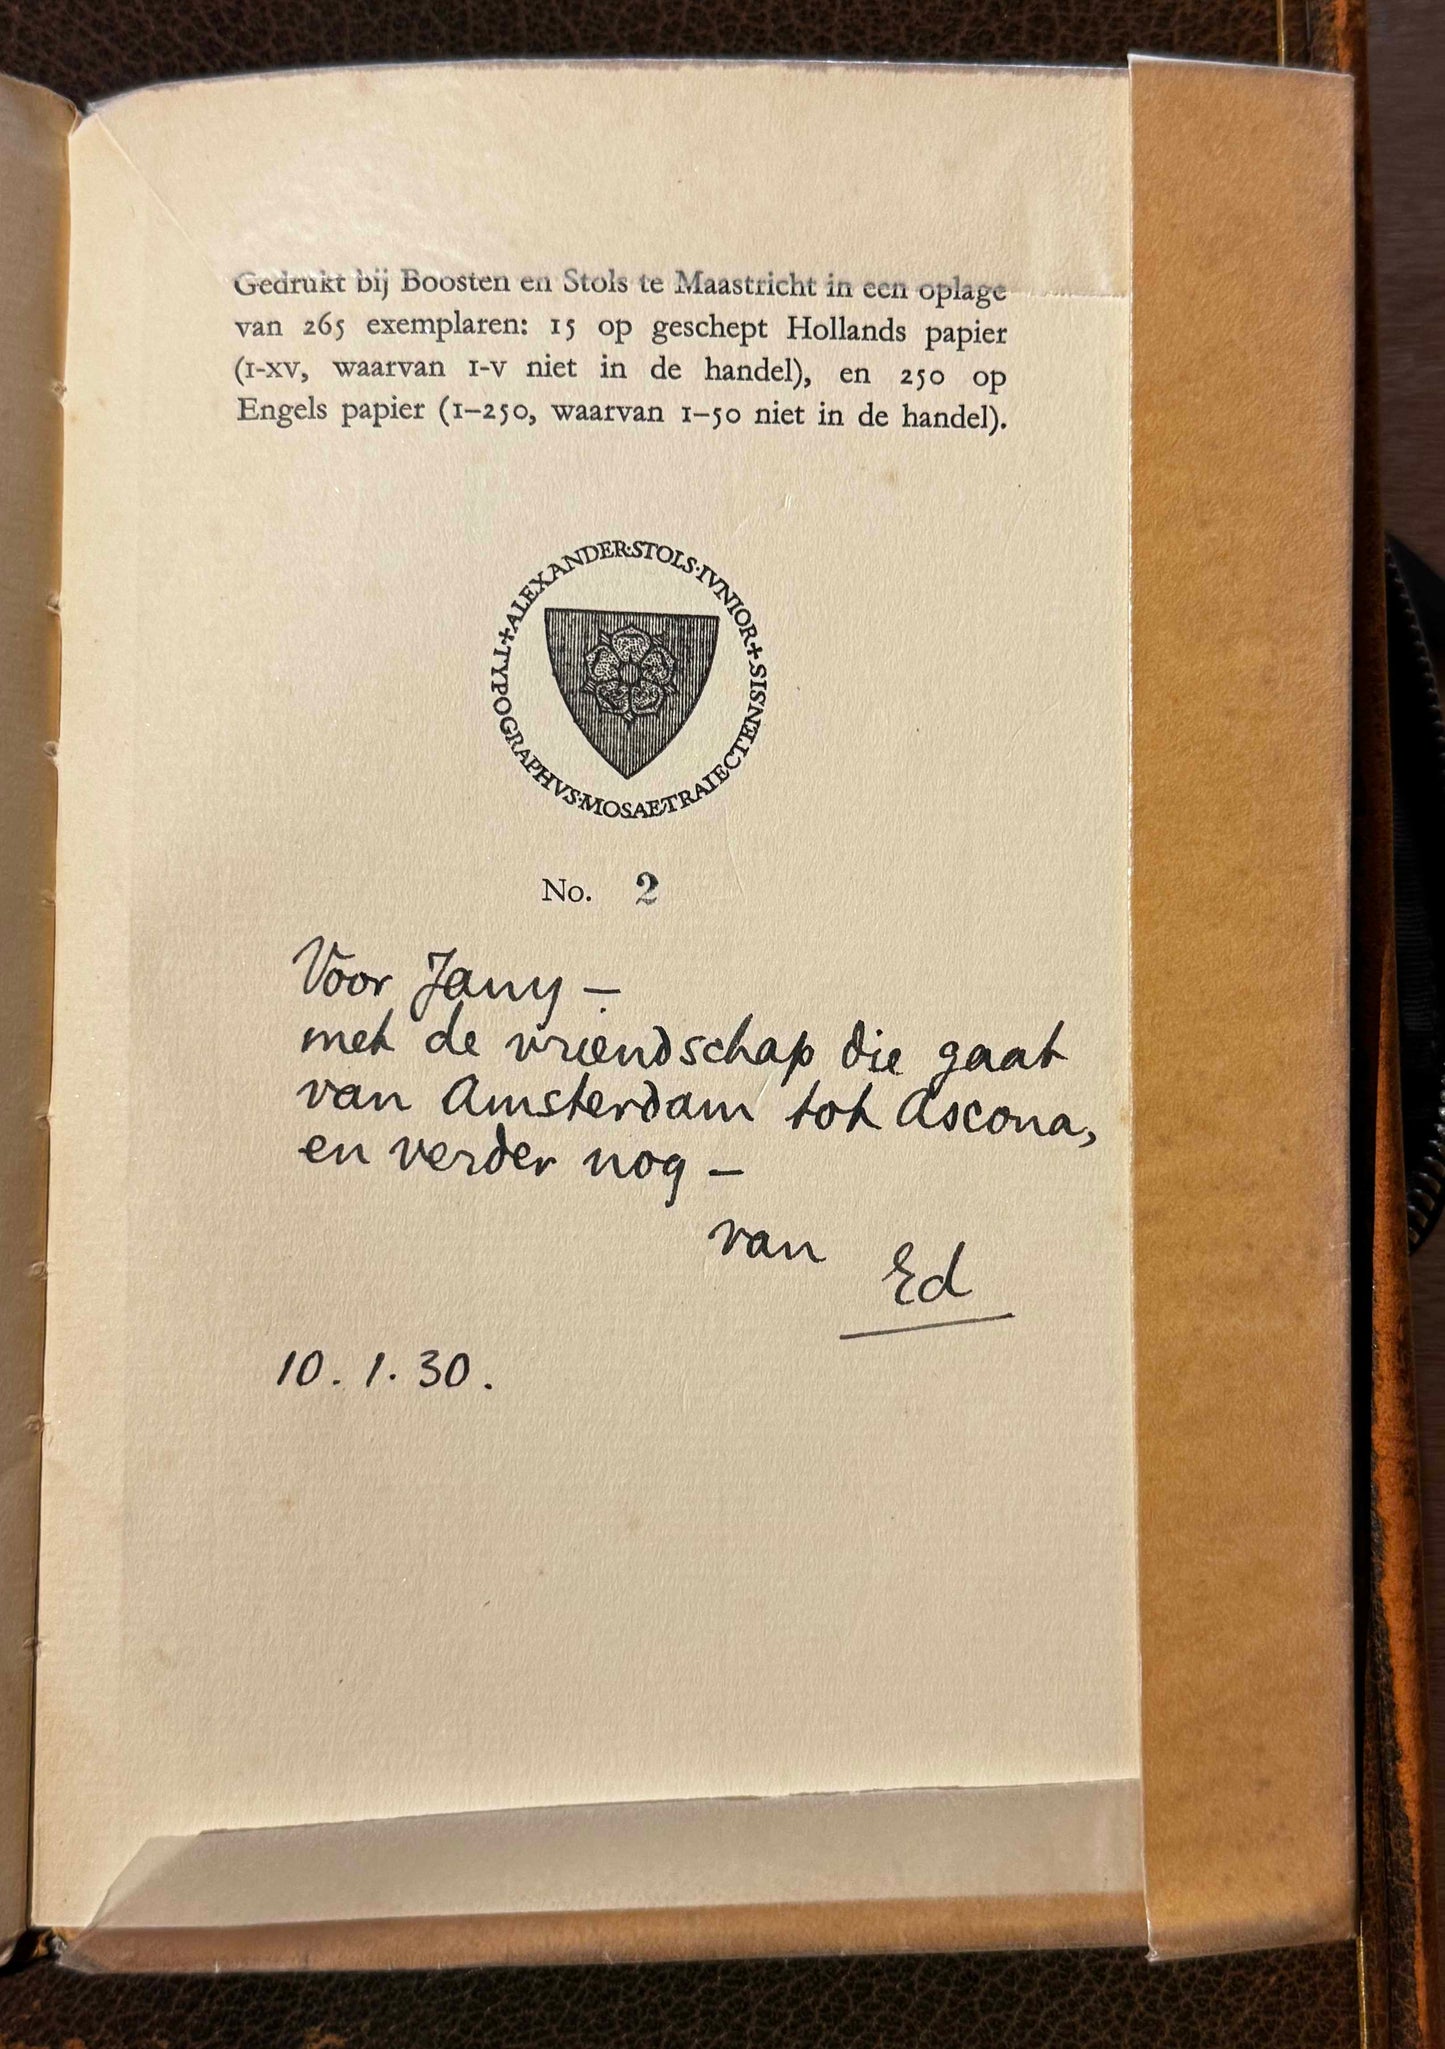 Gedrukt bij Boosten en Stols te Maastricht in een oplage
van 265 exemplaren: 15 op geschept Hollands papier
(I-XV, waarvan I-V niet in de handel), en 250 op
Engels papier (1–250, waarvan 1–50 niet in de handel).
ALEXANDER·STOLS·IVNIOR + SISNENTCEIARTEASOM·SVHPARGOPYT +
No. 2
Voor Jany –
met de vriendschap die gaat
van Amsterdam tot Ascona,
en verder nog –
van Ed
10.1.30.